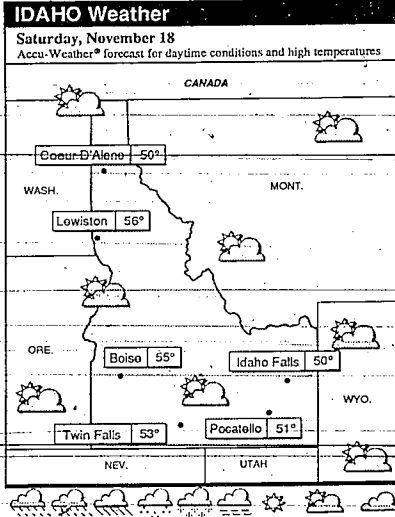 IDAHO Weather
Saturday, November 18
Accu-Weather® forecast for daytime conditions and high temperatures
CANADA
Coeur D'Alene 50°
WASH.
MONT.
Lewiston 56°
ORE.
Boise 55°
Idaho Falls 50°
WYO.
Twin Falls 53°
Pocatello 51°
NEV.
UTAH